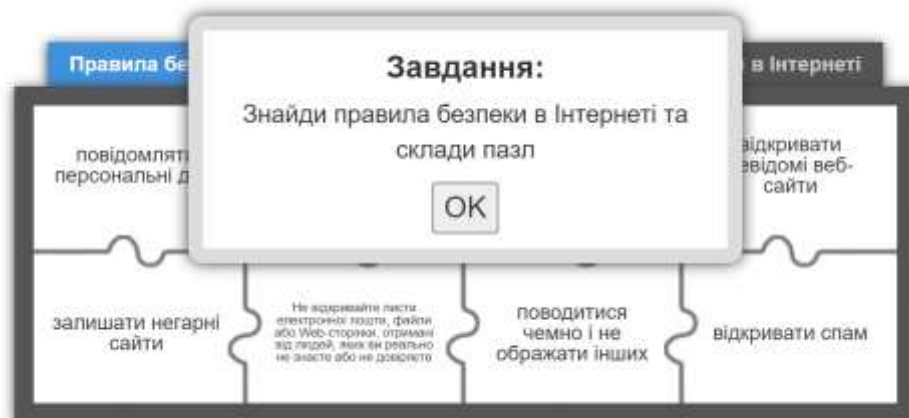 Правила бе
в Інтернеті
Завдання:
Знайди правила безпеки в Інтернеті та
склади пазл
OK
повідомляти
персональні д
відкривати
невідомі веб-
сайти
залишати негарні
сайти
Не відкривайте листи
електронної пошти, файли
або Web-сторінки, отримані
від людей, яких ви реально
не знаєте або не довіряєте
поводитися
чемно і не
ображати інших
відкривати спам